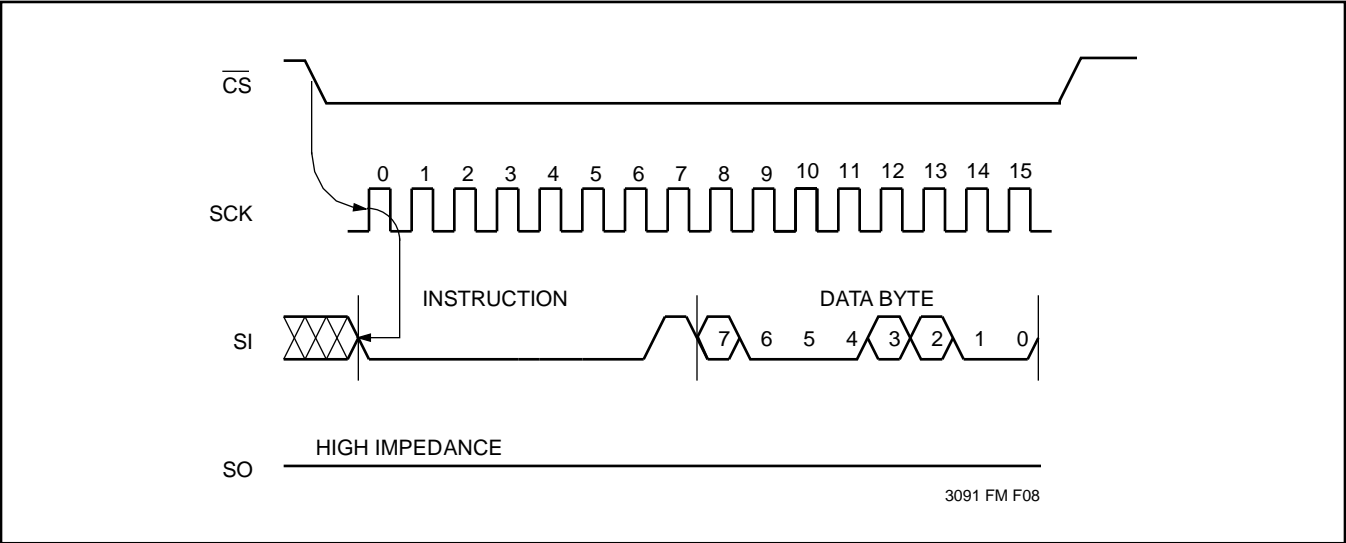 CS
0 1 2 3 4 5 6 7 8 9 10 11 12 13 14 15
SCK
INSTRUCTION DATA BYTE
SI 7 6 5 4 3 2 1 0
HIGH IMPEDANCE
SO
3091 FM F08